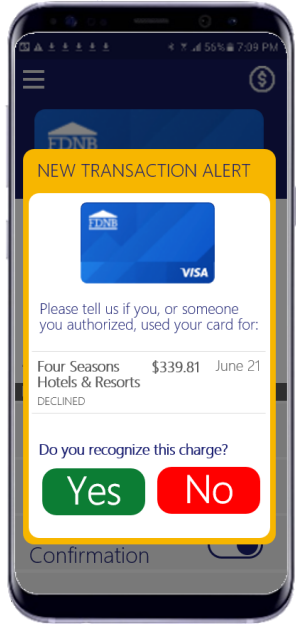 56% 7:09 PM
FDNB
NEW TRANSACTION ALERT
FDNB
VISA
Please tell us if you, or someone
you authorized, used your card for:
Four Seasons $339.81 June 21
Hotels & Resorts
DECLINED
Do you recognize this charge?
Yes No
Confirmation